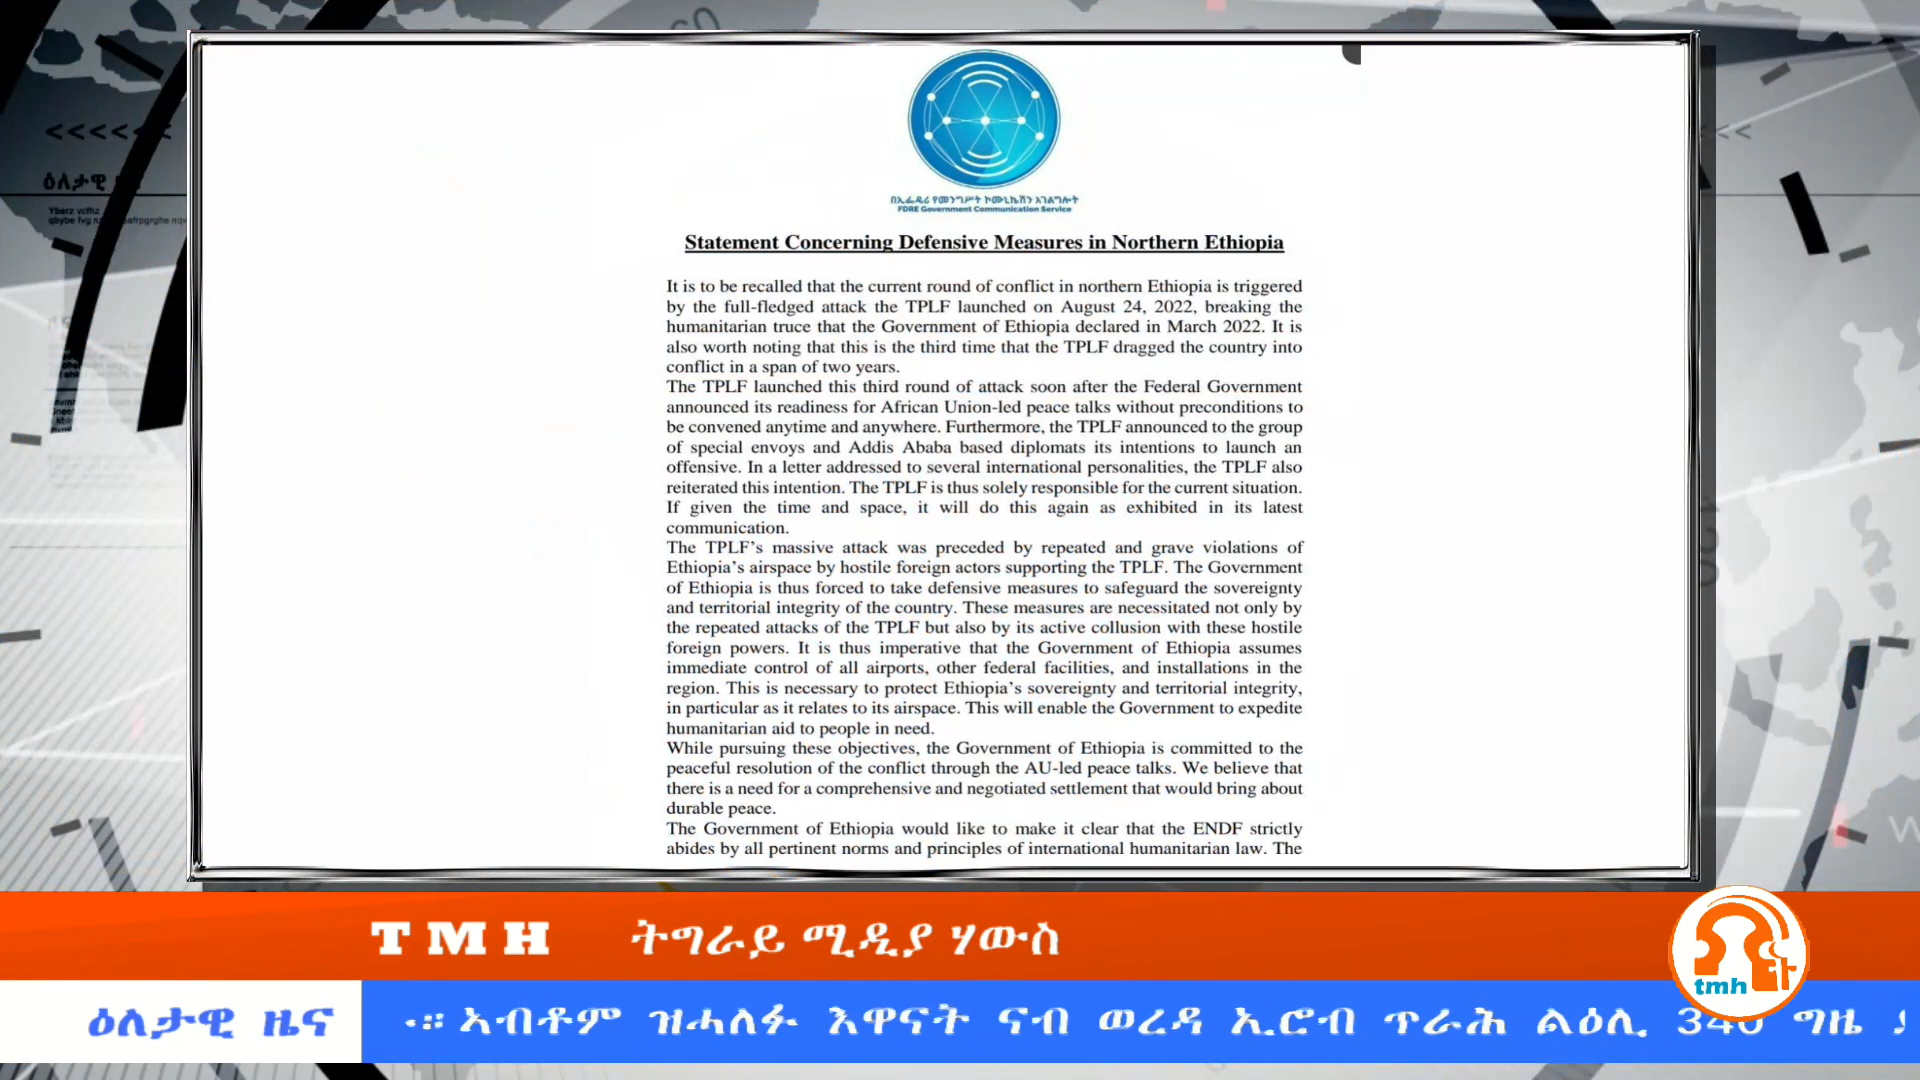 <<<<<
<<
ዕለታዊ
በኢፌዴሪ የመንግሥት ኮሙኒኬሽን አገልግሎት
FDRE Government Communication Service
Statement Concerning Defensive Measures in Northern Ethiopia
It is to be recalled that the current round of conflict in northern Ethiopia is triggered
by the full-fledged attack the TPLF launched on August 24, 2022, breaking the
humanitarian truce that the Government of Ethiopia declared in March 2022. It is
also worth noting that this is the third time that the TPLF dragged the country into
conflict in a span of two years.
The TPLF launched this third round of attack soon after the Federal Government
announced its readiness for African Union-led peace talks without preconditions to
be convened anytime and anywhere. Furthermore, the TPLF announced to the group
of special envoys and Addis Ababa based diplomats its intentions to launch an
offensive. In a letter addressed to several international personalities, the TPLF also
reiterated this intention. The TPLF is thus solely responsible for the current situation.
If given the time and space, it will do this again as exhibited in its latest
communication.
The TPLF’s massive attack was preceded by repeated and grave violations of
Ethiopia’s airspace by hostile foreign actors supporting the TPLF. The Government
of Ethiopia is thus forced to take defensive measures to safeguard the sovereignty
and territorial integrity of the country. These measures are necessitated not only by
the repeated attacks of the TPLF but also by its active collusion with these hostile
foreign powers. It is thus imperative that the Government of Ethiopia assumes
immediate control of all airports, other federal facilities, and installations in the
region. This is necessary to protect Ethiopia’s sovereignty and territorial integrity,
in particular as it relates to its airspace. This will enable the Government to expedite
humanitarian aid to people in need.
While pursuing these objectives, the Government of Ethiopia is committed to the
peaceful resolution of the conflict through the AU-led peace talks. We believe that
there is a need for a comprehensive and negotiated settlement that would bring about
durable peace.
The Government of Ethiopia would like to make it clear that the ENDF strictly
abides by all pertinent norms and principles of international humanitarian law. The
TMH ትግራይ ሚዲያ ሃውስ
tmh
ዕለታዊ ዜና
ኣብቶም ዝሓለፉ እዋናት ናብ ወረዳ ኢሮብ ጥራሕ ልዕሊ 340 ግዜ